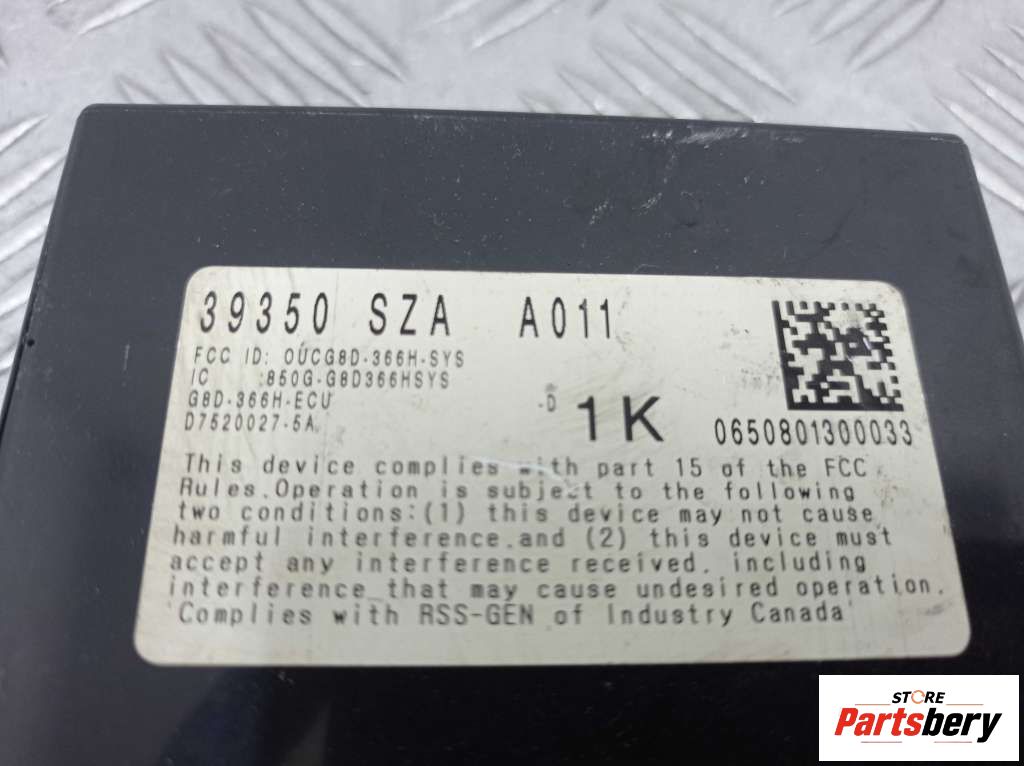 39350 SZA A011
FCC ID: OUCG8D-366H-SYS
IC :850G-G8D366HSYS
G8D-366H-ECU
D7520027-5A
-D 1K 0650801300033
This device complies with part 15 of the FCC
Rules.Operation is subject to the following
two conditions:(1) this device may not cause
harmful interference.and (2) this device must
accept any interference received. including
interference that may cause undesired operation.
'Complies with RSS-GEN of Industry Canada'
STORE
Partsbery